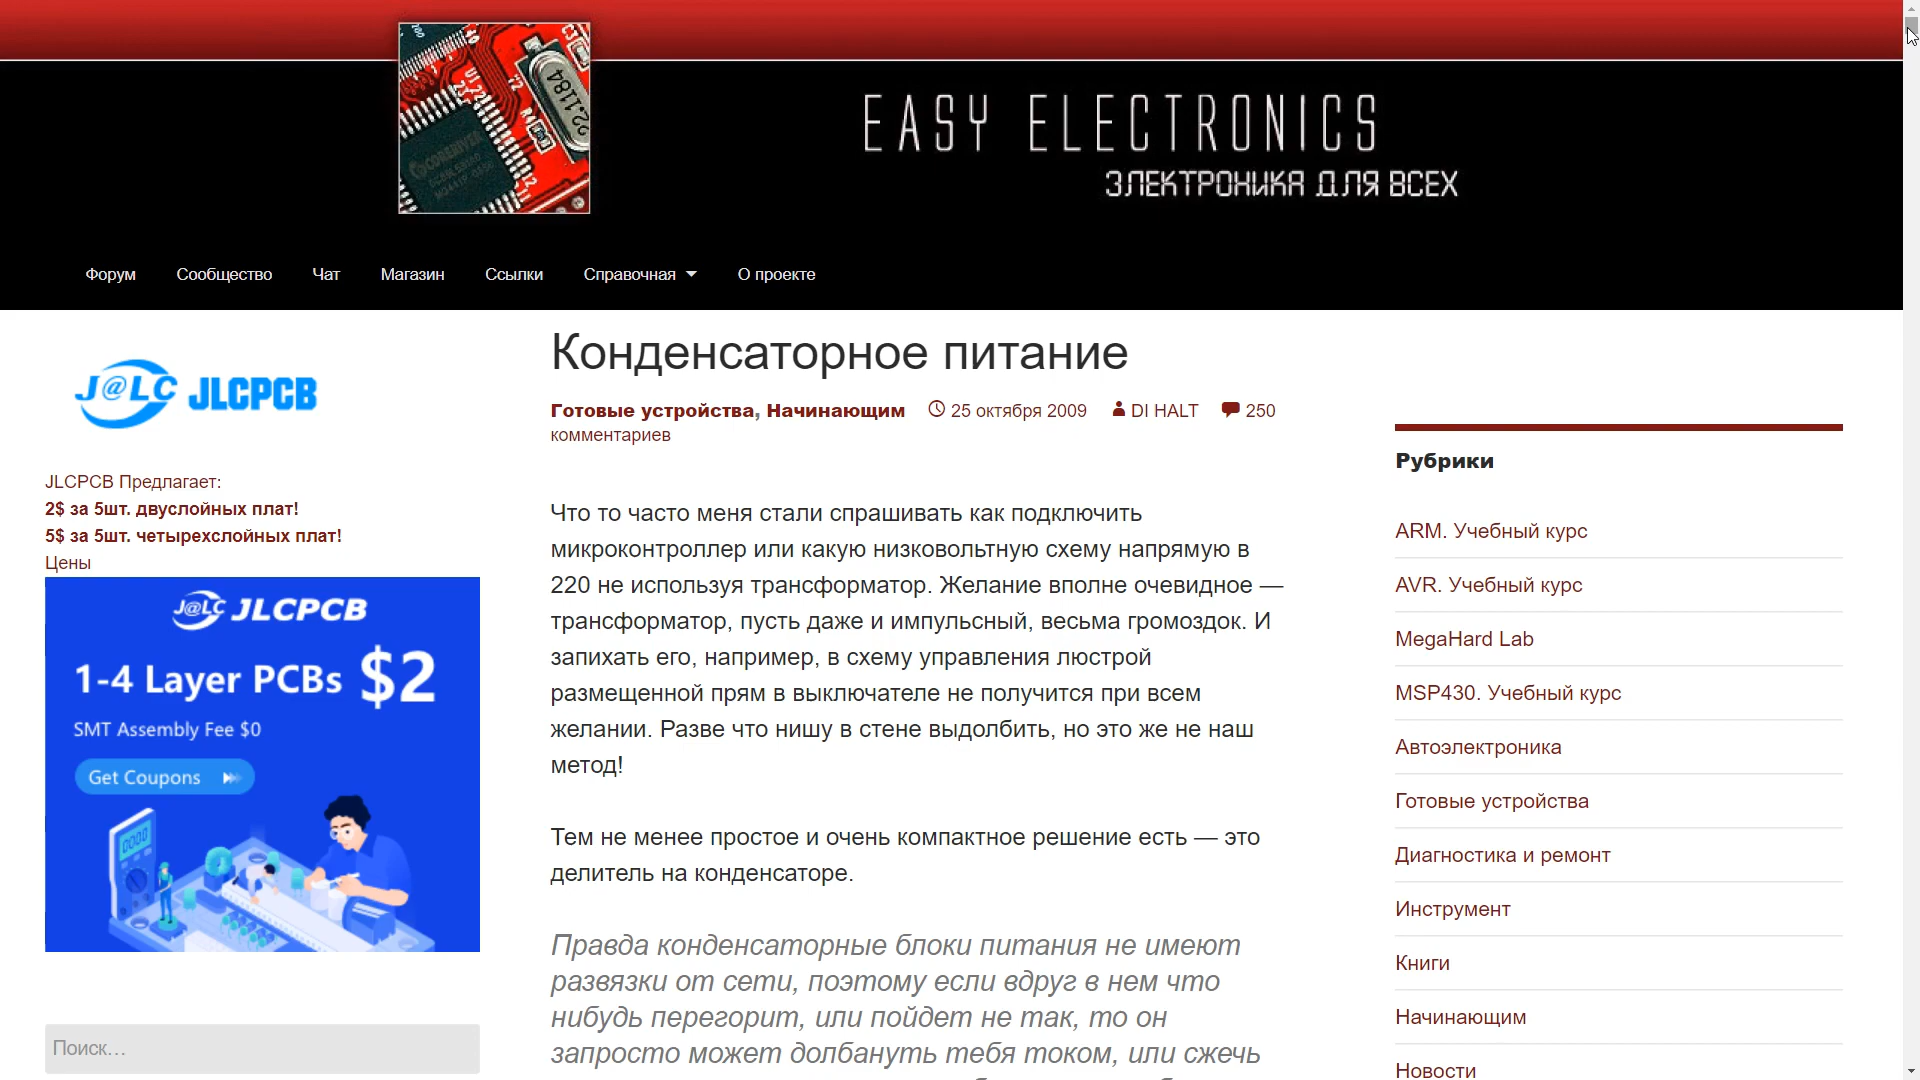 EASY ELECTRONICS
ЭЛЕКТРОНИКА ДЛЯ ВСЕХ
Форум Сообщество Чат Магазин Ссылки Справочная О проекте
J@LC JLCPCB
JLCPCB Предлагает:
2$ за 5шт. двуслойных плат!
5$ за 5шт. четырехслойных плат!
Цены
J@LC JLCPCB
1-4 Layer PCBs $2
SMT Assembly Fee $0
Get Coupons
Поиск…
Конденсаторное питание
Готовые устройства, Начинающим 25 октября 2009 DI HALT 250
комментариев
Что то часто меня стали спрашивать как подключить
микроконтроллер или какую низковольтную схему напрямую в
220 не используя трансформатор. Желание вполне очевидное —
трансформатор, пусть даже и импульсный, весьма громоздок. И
запихать его, например, в схему управления люстрой
размещенной прям в выключателе не получится при всем
желании. Разве что нишу в стене выдолбить, но это же не наш
метод!
Тем не менее простое и очень компактное решение есть — это
делитель на конденсаторе.
Правда конденсаторные блоки питания не имеют
развязки от сети, поэтому если вдруг в нем что
нибудь перегорит, или пойдет не так, то он
запросто может долбануть тебя током, или сжечь
Рубрики
ARM. Учебный курс
AVR. Учебный курс
MegaHard Lab
MSP430. Учебный курс
Автоэлектроника
Готовые устройства
Диагностика и ремонт
Инструмент
Книги
Начинающим
Новости